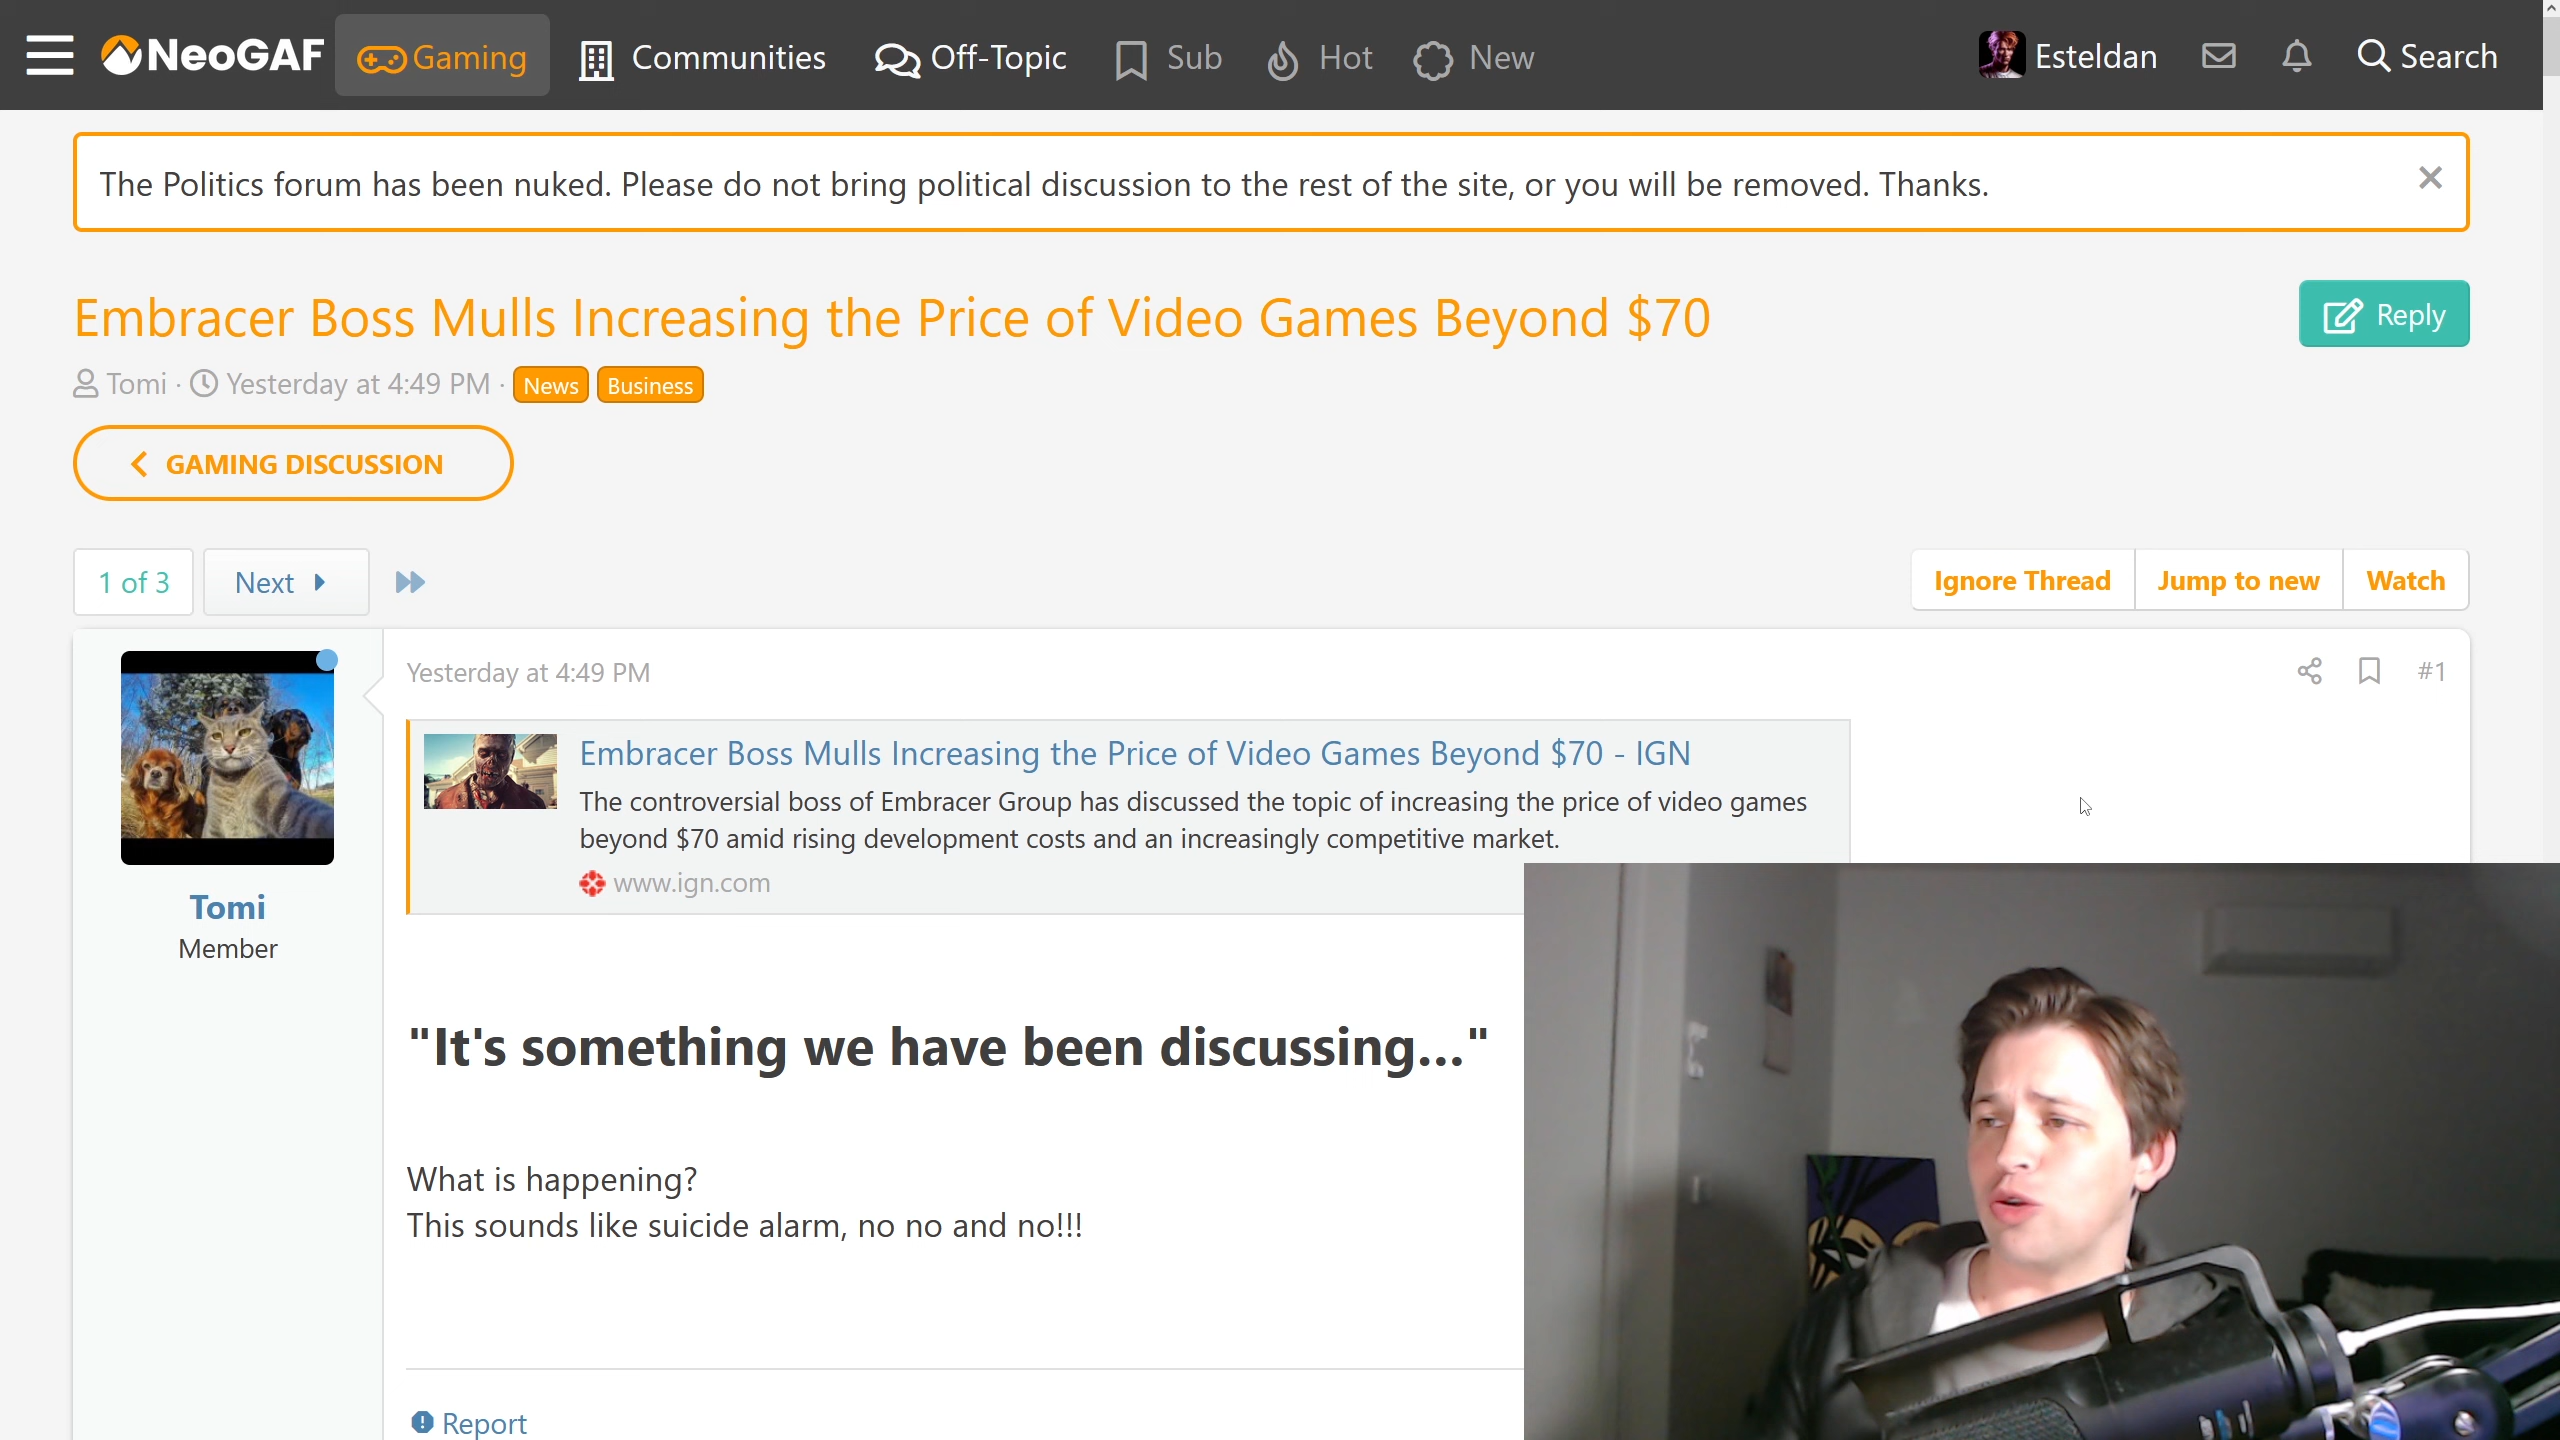 NeoGAF
Gaming
Communities
Off-Topic
Sub
Hot
New
Esteldan
Search
The Politics forum has been nuked. Please do not bring political discussion to the rest of the site, or you will be removed. Thanks.
Embracer Boss Mulls Increasing the Price of Video Games Beyond $70
Reply
Tomi · Yesterday at 4:49 PM · News Business
GAMING DISCUSSION
1 of 3
Next
Ignore Thread
Jump to new
Watch
Yesterday at 4:49 PM
#1
Embracer Boss Mulls Increasing the Price of Video Games Beyond $70 - IGN
The controversial boss of Embracer Group has discussed the topic of increasing the price of video games
beyond $70 amid rising development costs and an increasingly competitive market.
www.ign.com
Tomi
Member
"It's something we have been discussing..."
What is happening?
This sounds like suicide alarm, no no and no!!!
Report